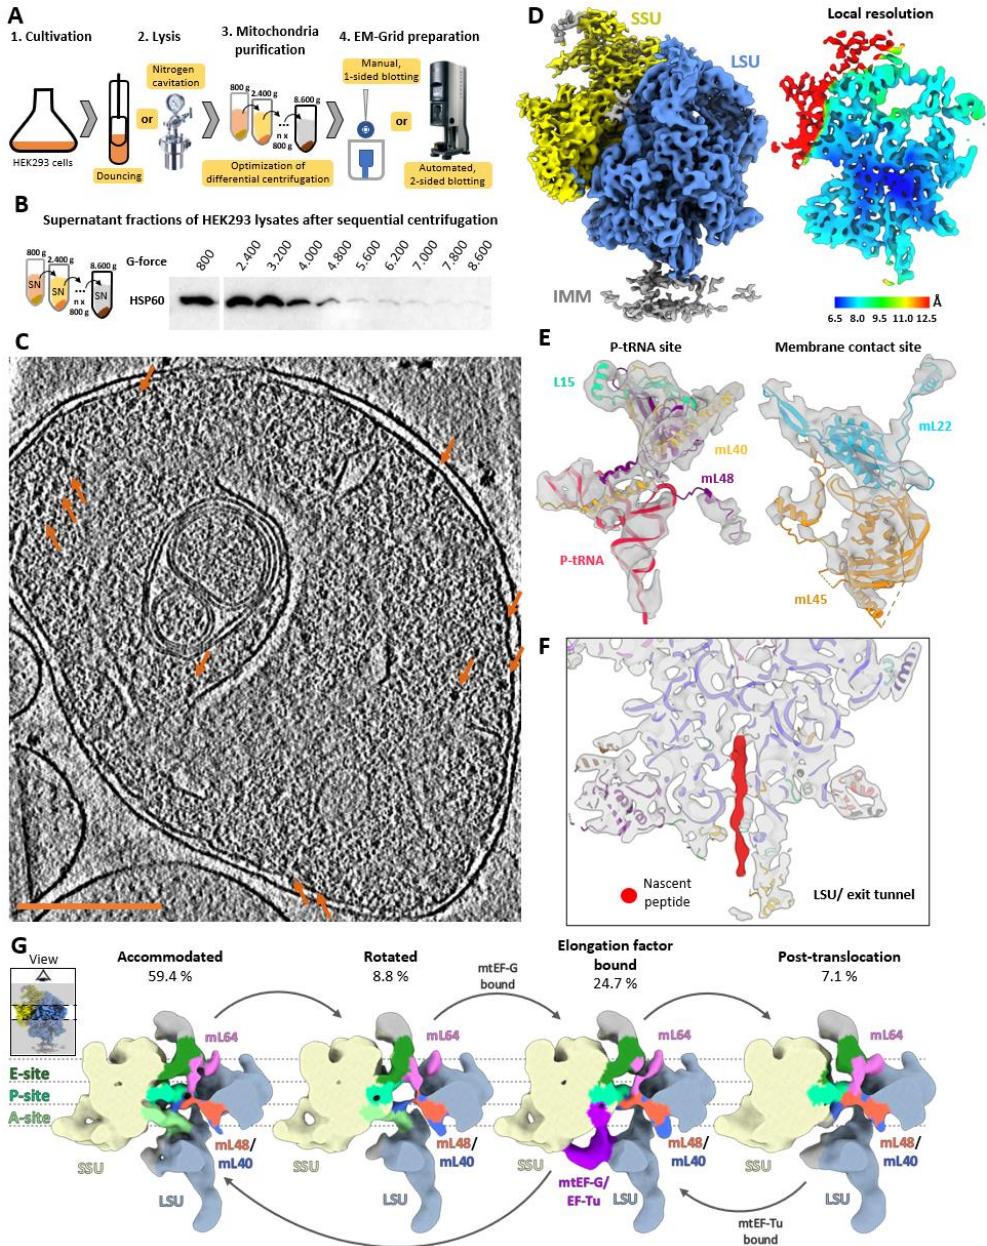 A
1. Cultivation
2. Lysis
3. Mitochondria
purification
4. EM-Grid preparation
Nitrogen
cavitation
or
HEK293 cells
Douncing
800 g
2.400 g
8.600 g
...
n x
800 g
Optimization of
differential centrifugation
Manual,
1-sided blotting
or
Automated,
2-sided blotting
B
Supernatant fractions of HEK293 lysates after sequential centrifugation
800 g
2.400 g
8.600 g
SN
SN
SN
...
n x
800 g
G-force
800
2.400
3.200
4.000
4.800
5.600
6.200
7.000
7.800
8.600
HSP60
C
D
SSU
LSU
IMM
Local resolution
Å
6.5 8.0 9.5 11.0 12.5
E
P-tRNA site
Membrane contact site
L15
mL40
mL48
P-tRNA
mL22
mL45
F
Nascent
peptide
LSU/ exit tunnel
G
View
Accommodated
59.4 %
Rotated
8.8 %
mtEF-G
bound
Elongation factor
bound
24.7 %
Post-translocation
7.1 %
E-site
P-site
A-site
mL64
mL48/
mL40
SSU
LSU
mL64
mL48/
mL40
SSU
LSU
mL64
mL48/
mL40
SSU
mtEF-G/
EF-Tu
LSU
mL64
mL48/
mL40
SSU
LSU
mtEF-Tu
bound